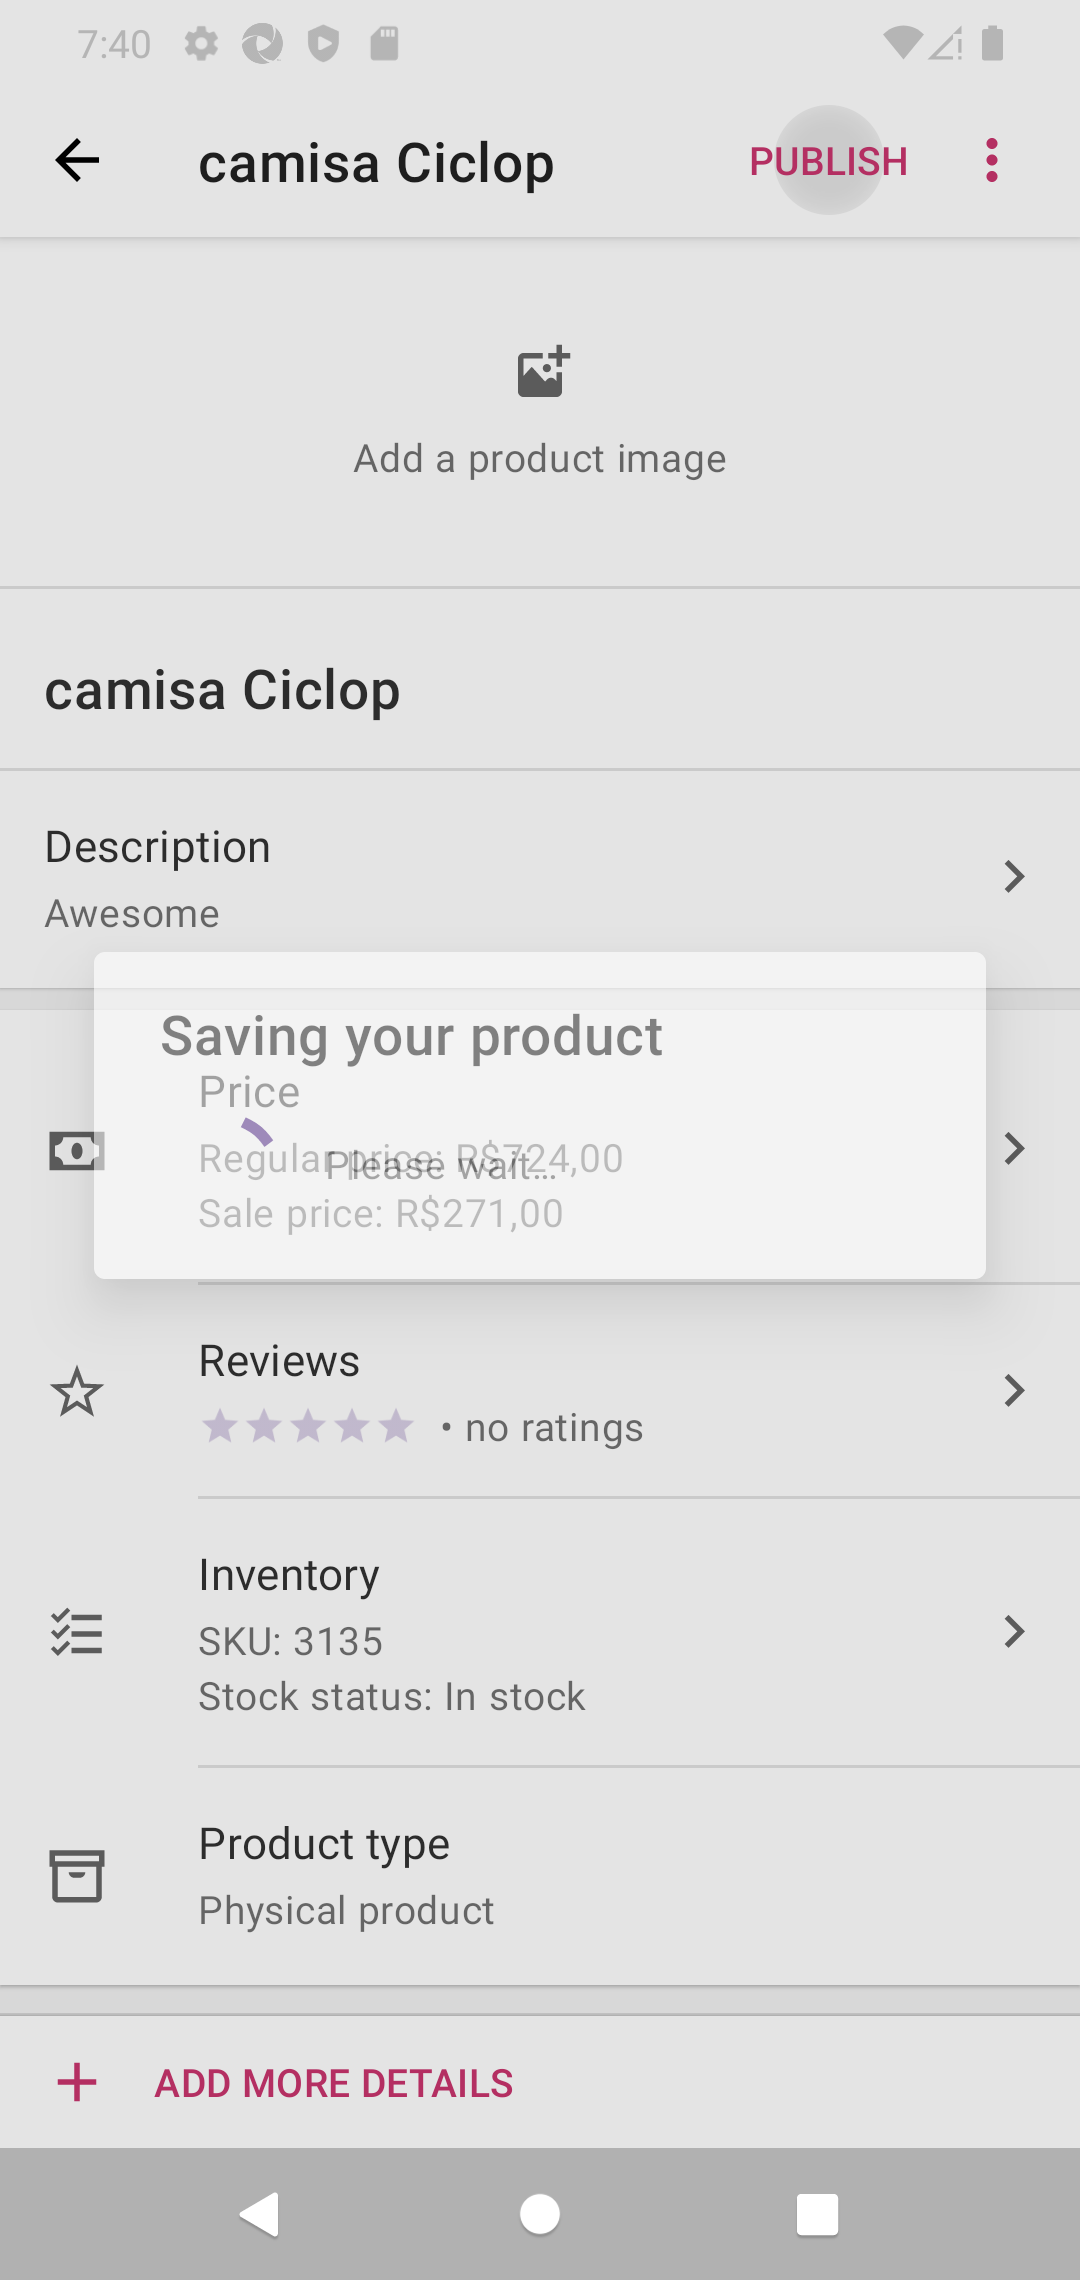 7:40
camisa Ciclop
PUBLISH
Add a product image
camisa Ciclop
Description
Awesome
Saving your product
Price
Regular price: R$724,00
Please wait…
Sale price: R$271,00
Reviews
• no ratings
Inventory
SKU: 3135
Stock status: In stock
Product type
Physical product
ADD MORE DETAILS